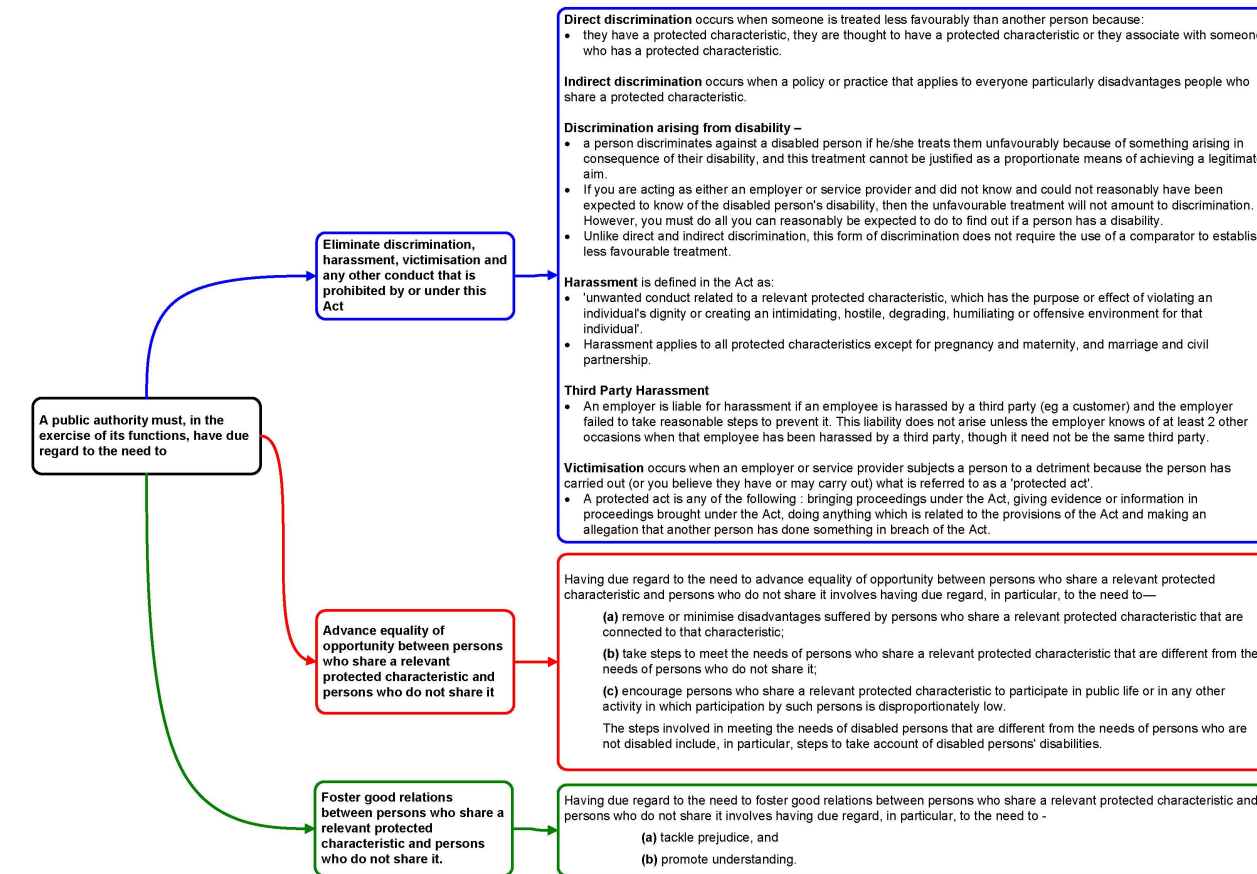 A public authority must, in the
exercise of its functions, have due
regard to the need to
Eliminate discrimination,
harassment, victimisation and
any other conduct that is
prohibited by or under this
Act
Direct discrimination occurs when someone is treated less favourably than another person because:
• they have a protected characteristic, they are thought to have a protected characteristic or they associate with someon
who has a protected characteristic.
Indirect discrimination occurs when a policy or practice that applies to everyone particularly disadvantages people who
share a protected characteristic.
Discrimination arising from disability –
• a person discriminates against a disabled person if he/she treats them unfavourably because of something arising in
consequence of their disability, and this treatment cannot be justified as a proportionate means of achieving a legitimat
aim.
• If you are acting as either an employer or service provider and did not know and could not reasonably have been
expected to know of the disabled person's disability, then the unfavourable treatment will not amount to discrimination.
However, you must do all you can reasonably be expected to do to find out if a person has a disability.
• Unlike direct and indirect discrimination, this form of discrimination does not require the use of a comparator to establis
less favourable treatment.
Harassment is defined in the Act as:
• 'unwanted conduct related to a relevant protected characteristic, which has the purpose or effect of violating an
individual's dignity or creating an intimidating, hostile, degrading, humiliating or offensive environment for that
individual'.
• Harassment applies to all protected characteristics except for pregnancy and maternity, and marriage and civil
partnership.
Third Party Harassment
• An employer is liable for harassment if an employee is harassed by a third party (eg a customer) and the employer
failed to take reasonable steps to prevent it. This liability does not arise unless the employer knows of at least 2 other
occasions when that employee has been harassed by a third party, though it need not be the same third party.
Victimisation occurs when an employer or service provider subjects a person to a detriment because the person has
carried out (or you believe they have or may carry out) what is referred to as a 'protected act'.
• A protected act is any of the following : bringing proceedings under the Act, giving evidence or information in
proceedings brought under the Act, doing anything which is related to the provisions of the Act and making an
allegation that another person has done something in breach of the Act.
Advance equality of
opportunity between persons
who share a relevant
protected characteristic and
persons who do not share it
Having due regard to the need to advance equality of opportunity between persons who share a relevant protected
characteristic and persons who do not share it involves having due regard, in particular, to the need to—
(a) remove or minimise disadvantages suffered by persons who share a relevant protected characteristic that are
connected to that characteristic;
(b) take steps to meet the needs of persons who share a relevant protected characteristic that are different from the
needs of persons who do not share it;
(c) encourage persons who share a relevant protected characteristic to participate in public life or in any other
activity in which participation by such persons is disproportionately low.
The steps involved in meeting the needs of disabled persons that are different from the needs of persons who are
not disabled include, in particular, steps to take account of disabled persons' disabilities.
Foster good relations
between persons who share a
relevant protected
characteristic and persons
who do not share it.
Having due regard to the need to foster good relations between persons who share a relevant protected characteristic and
persons who do not share it involves having due regard, in particular, to the need to -
(a) tackle prejudice, and
(b) promote understanding.